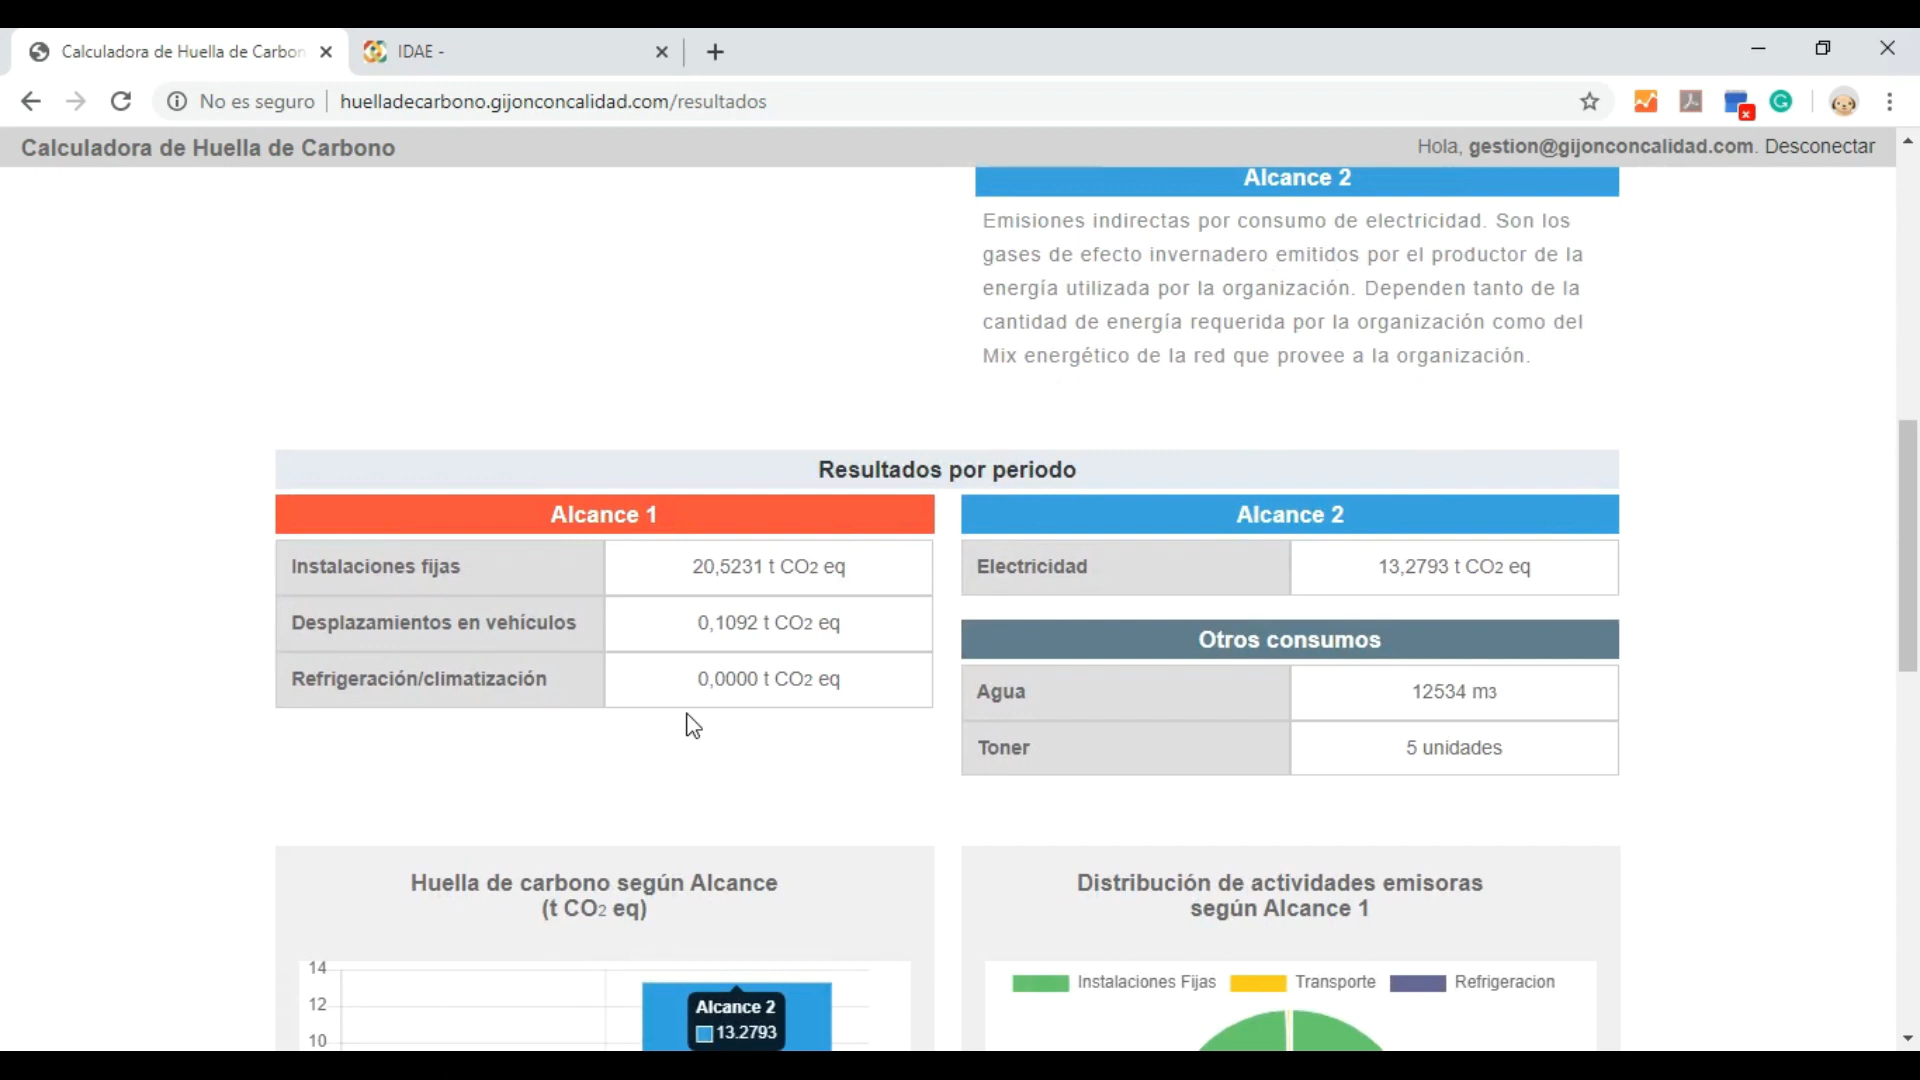 Calculadora de Huella de Carbon
IDAE -
No es seguro
huelladecarbono.gijonconcalidad.com/resultados
Calculadora de Huella de Carbono
Hola, gestion@gijonconcalidad.com. Desconectar
Alcance 2
Emisiones indirectas por consumo de electricidad. Son los
gases de efecto invernadero emitidos por el productor de la
energía utilizada por la organización. Dependen tanto de la
cantidad de energía requerida por la organización como del
Mix energético de la red que provee a la organización.
Resultados por periodo
Alcance 1
Instalaciones fijas 20,5231 t CO2 eq
Desplazamientos en vehículos 0,1092 t CO2 eq
Refrigeración/climatización 0,0000 t CO2 eq
Alcance 2
Electricidad 13,2793 t CO2 eq
Otros consumos
Agua 12534 m3
Toner 5 unidades
Huella de carbono según Alcance
(t CO2 eq)
14
12
10
Alcance 2
13.2793
Distribución de actividades emisoras
según Alcance 1
Instalaciones Fijas Transporte Refrigeracion